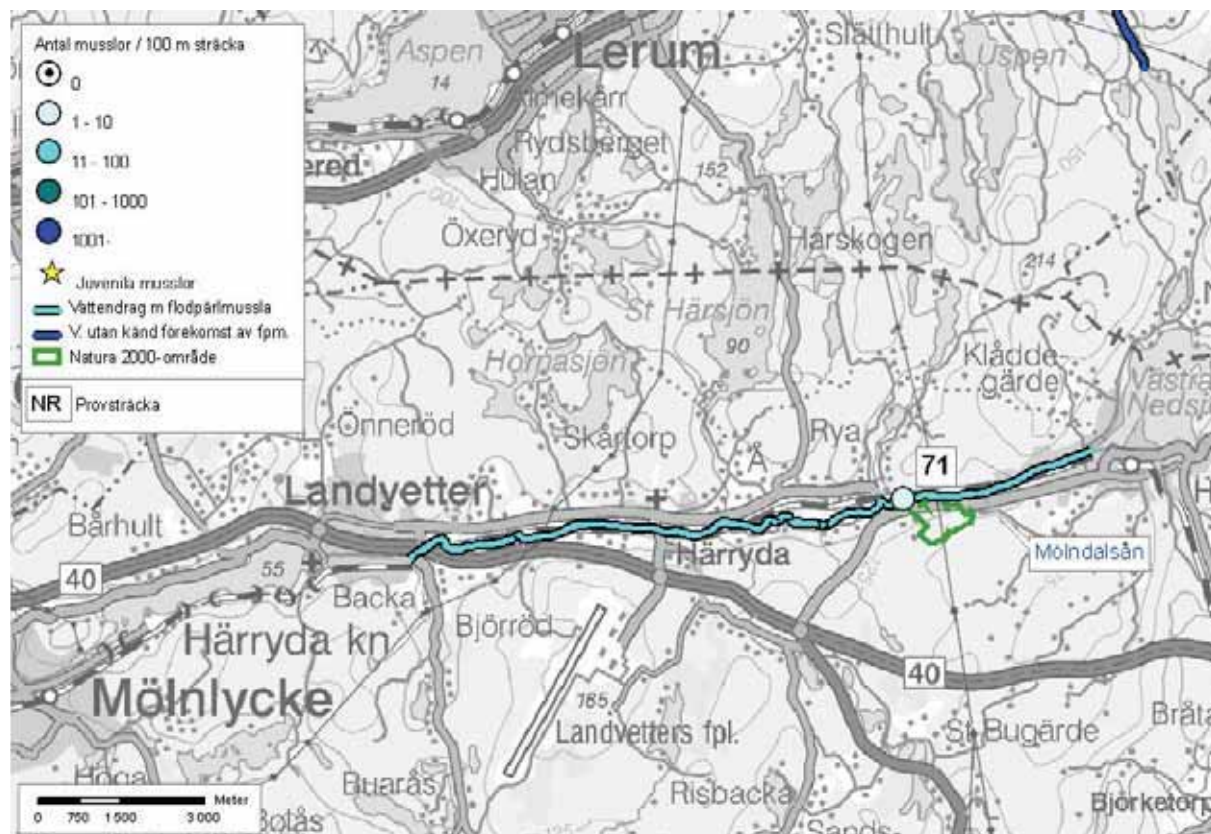 Antal musslor / 100 m sträcka
0
1 - 10
11 - 100
101 - 1000
1001-
Juvenila musslor
Vattendrag m flodpärlmussla
V. utan känd förekomst av fpm.
Natura 2000-område
NR Provsträcka
Aspen
14
Lerum
Slätthult
Uspen
Rydsberget
152
Hulan
Öxeryd
Härskogen
214
St Härsjön
90
Hornasjön
Klådde-
gärde
Västra
Nedsj
Önneröd
Skårtorp
Rya
Å
71
Landvetter
Bårhult
40
55
Härryda
Mölndalsån
Backa
Björröd
Härryda kn
40
Mölnlycke
185
Landvetters fpl.
St Bugärde
Bråta
Höga
Buarås
Risbacka
Björketorp
Meter
0 750 1 500 3 000
Bolås
Sands-